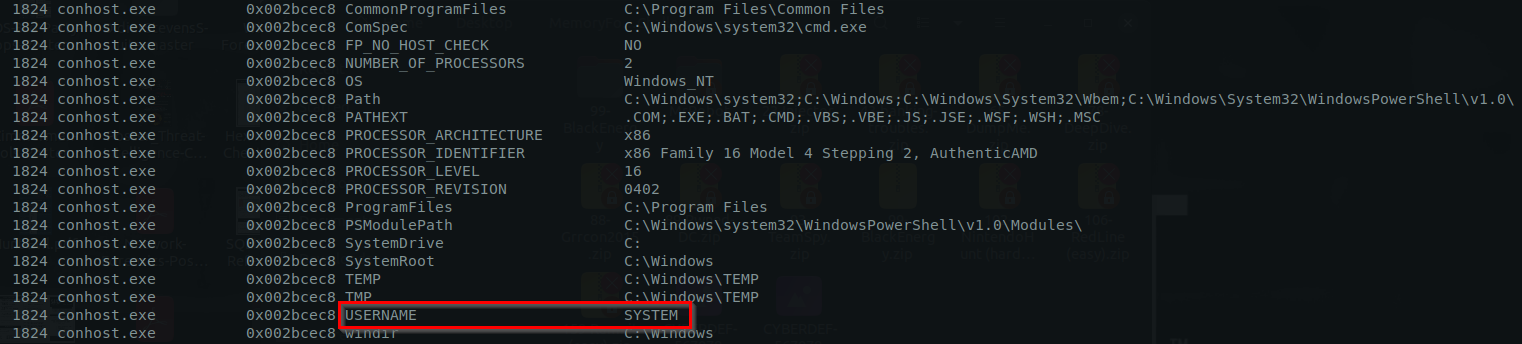 1824 conhost.exe 0x002bcec8 CommonProgramFiles C:\Program Files\Common Files
1824 conhost.exe 0x002bcec8 ComSpec C:\Windows\system32\cmd.exe
1824 conhost.exe 0x002bcec8 FP_NO_HOST_CHECK NO
1824 conhost.exe 0x002bcec8 NUMBER_OF_PROCESSORS 2
1824 conhost.exe 0x002bcec8 OS Windows_NT
1824 conhost.exe 0x002bcec8 Path C:\Windows\system32;C:\Windows;C:\Windows\System32\Wbem;C:\Windows\System32\WindowsPowerShell\v1.0\
1824 conhost.exe 0x002bcec8 PATHEXT .COM;.EXE;.BAT;.CMD;.VBS;.VBE;.JS;.JSE;.WSF;.WSH;.MSC
1824 conhost.exe 0x002bcec8 PROCESSOR_ARCHITECTURE x86
1824 conhost.exe 0x002bcec8 PROCESSOR_IDENTIFIER x86 Family 16 Model 4 Stepping 2, AuthenticAMD
1824 conhost.exe 0x002bcec8 PROCESSOR_LEVEL 16
1824 conhost.exe 0x002bcec8 PROCESSOR_REVISION 0402
1824 conhost.exe 0x002bcec8 ProgramFiles C:\Program Files
1824 conhost.exe 0x002bcec8 PSModulePath C:\Windows\system32\WindowsPowerShell\v1.0\Modules\
1824 conhost.exe 0x002bcec8 SystemDrive C:
1824 conhost.exe 0x002bcec8 SystemRoot C:\Windows
1824 conhost.exe 0x002bcec8 TEMP C:\Windows\TEMP
1824 conhost.exe 0x002bcec8 TMP C:\Windows\TEMP
1824 conhost.exe 0x002bcec8 USERNAME SYSTEM
1824 conhost.exe 0x002bcec8 windir C:\Windows